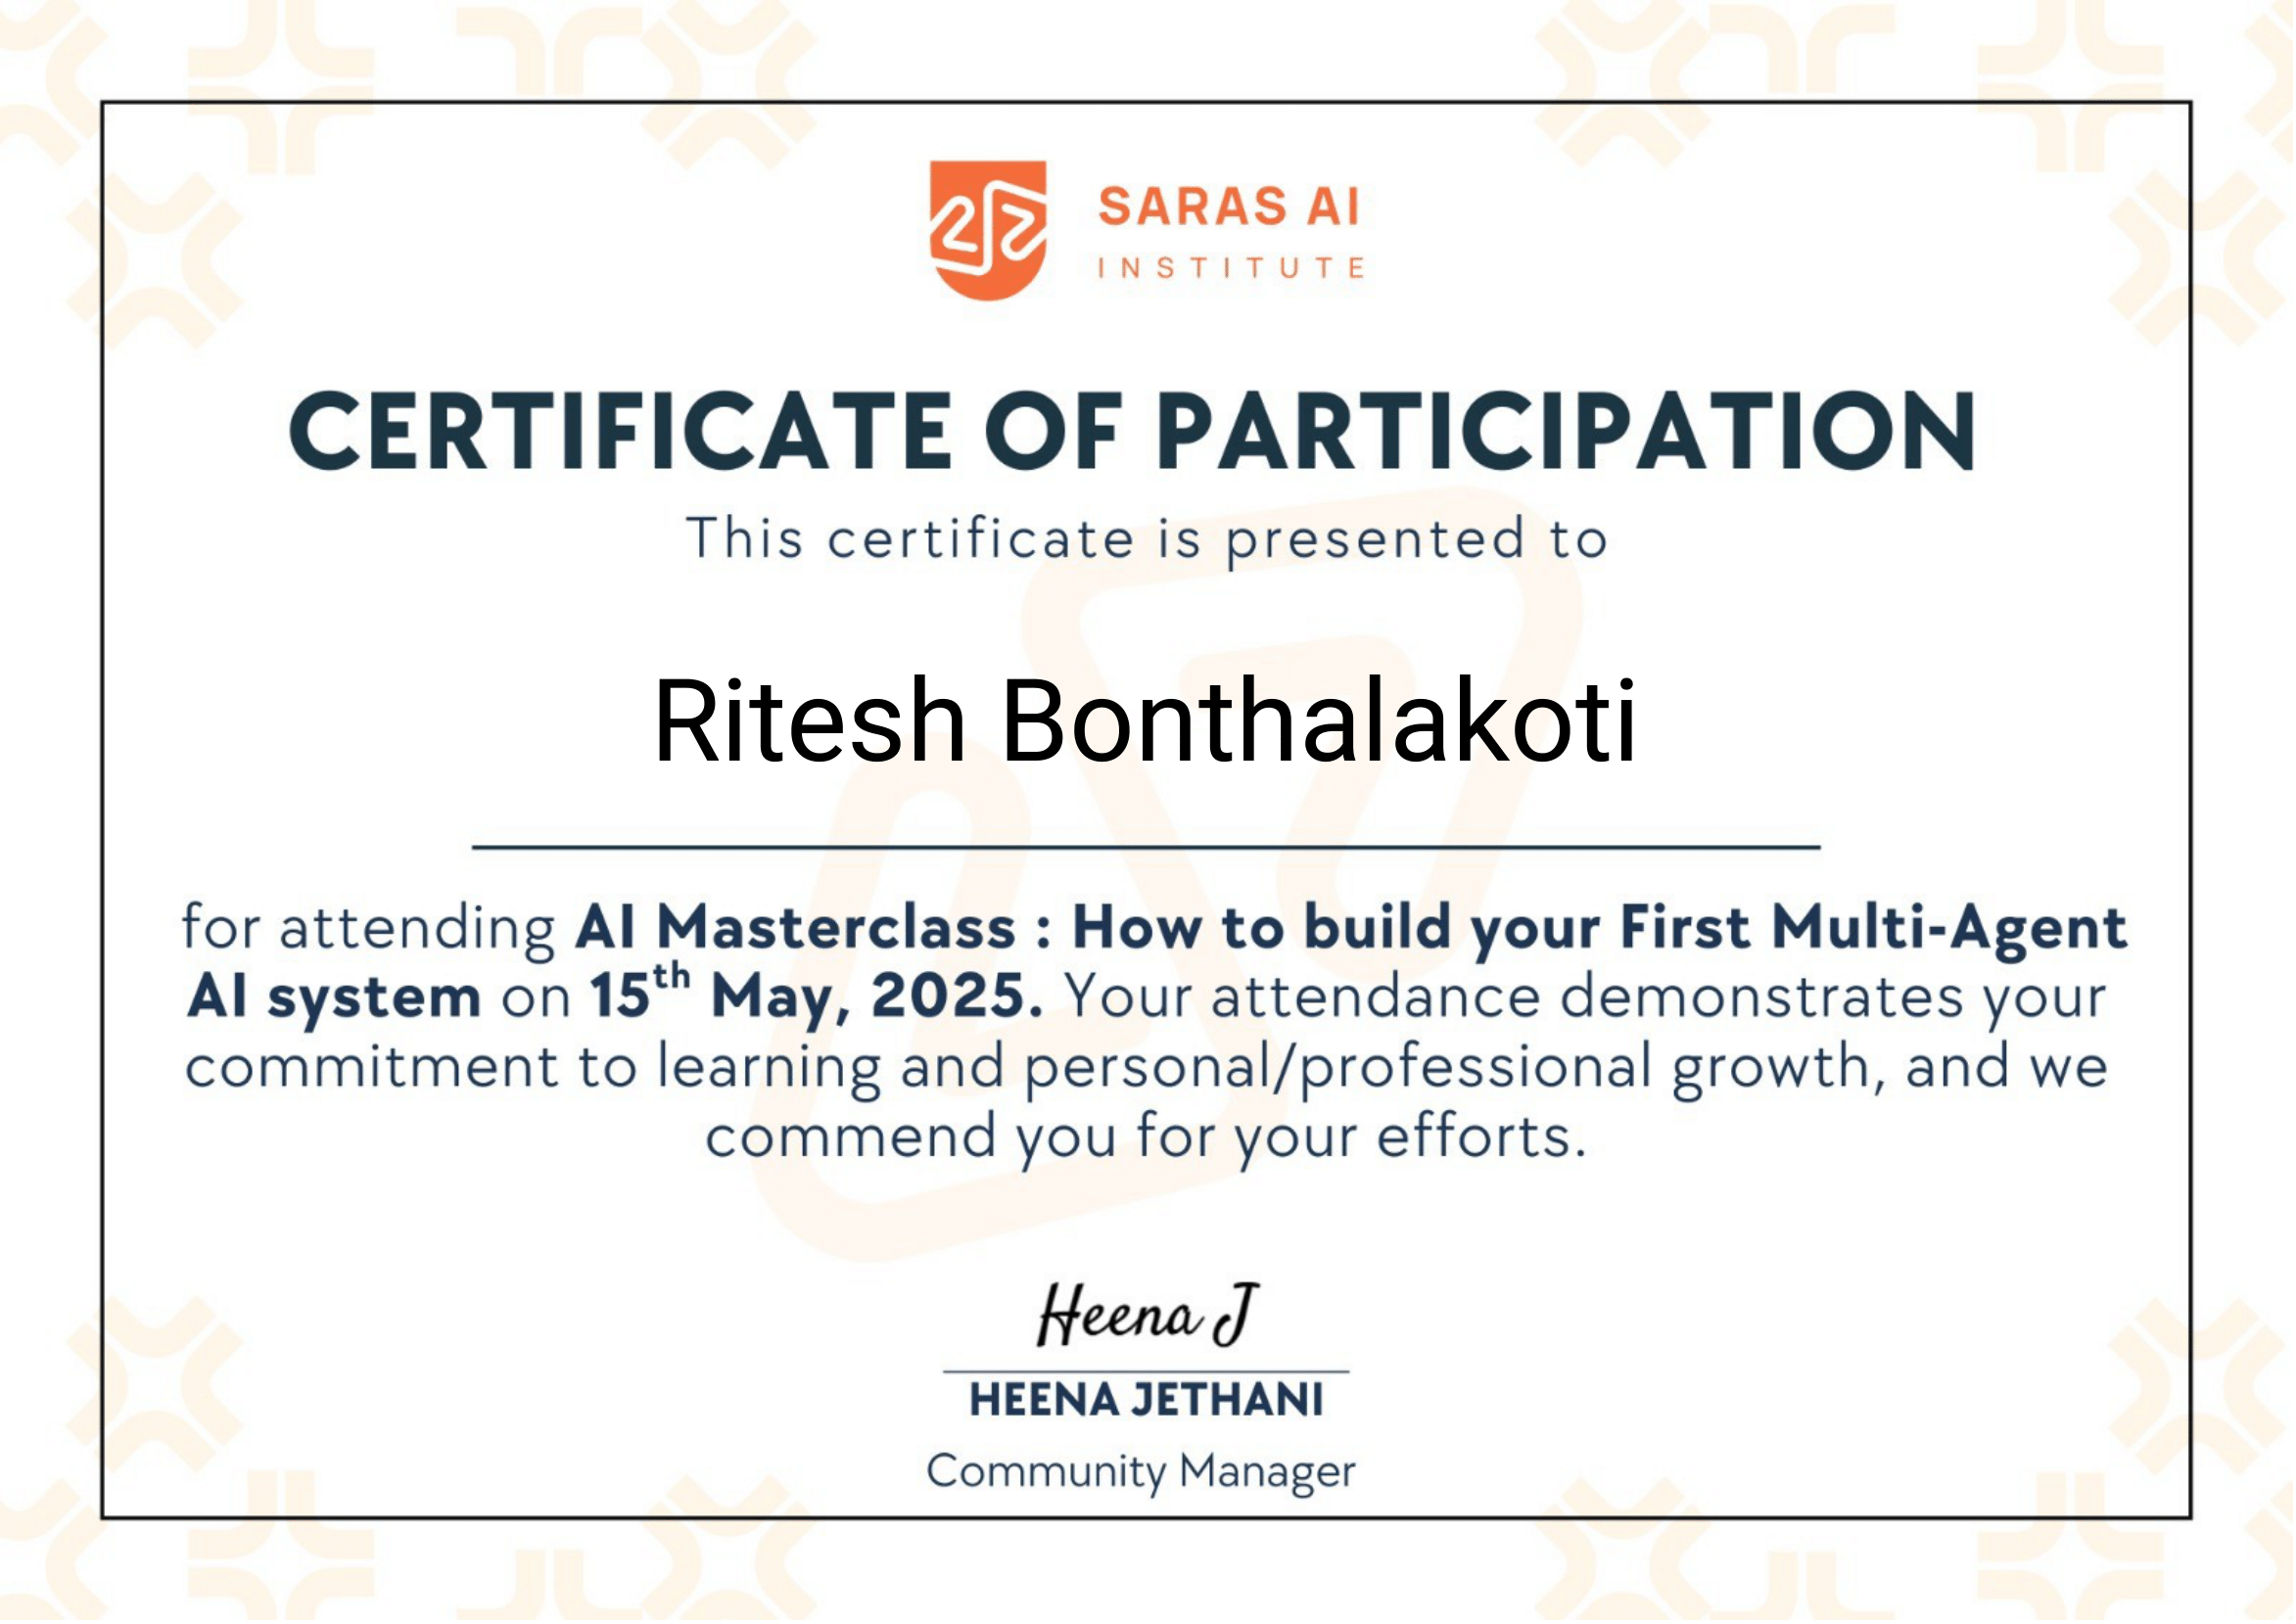 SARAS AI
INSTITUTE
CERTIFICATE OF PARTICIPATION
This certificate is presented to
Ritesh Bonthalakoti
for attending AI Masterclass : How to build your First Multi-Agent
AI system on 15th May, 2025. Your attendance demonstrates your
commitment to learning and personal/professional growth, and we
commend you for your efforts.
Heena J
HEENA JETHANI
Community Manager